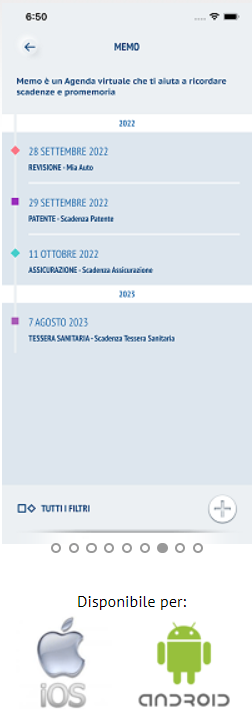 6:50
MEMO
Memo è un Agenda virtuale che ti aiuta a ricordare
scadenze e promemoria
2022
28 SETTEMBRE 2022
REVISIONE - Mia Auto
29 SETTEMBRE 2022
PATENTE - Scadenza Patente
11 OTTOBRE 2022
ASSICURAZIONE - Scadenza Assicurazione
2023
7 AGOSTO 2023
TESSERA SANITARIA - Scadenza Tessera Sanitaria
TUTTI I FILTRI
Disponibile per:
iOS
ANDROID